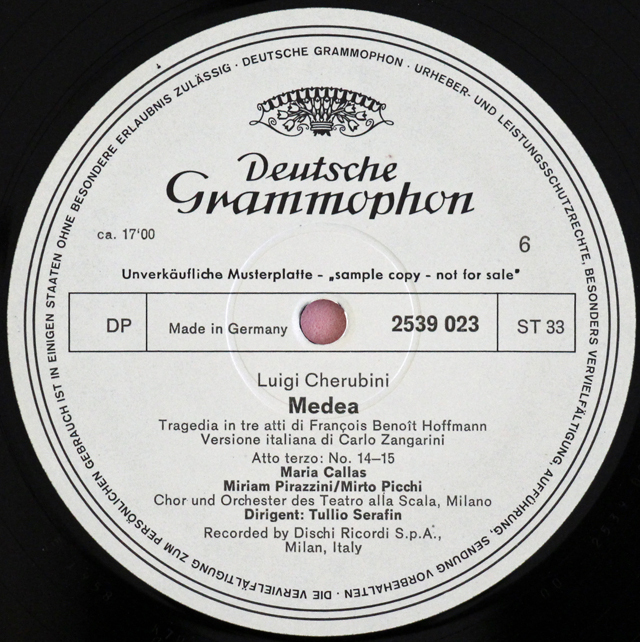 DEUTSCHE GRAMMOPHON · URHEBER- UND LEISTUNGSSCHUTZRECHTE, BESONDERS VERVIELFÄLTIGUNG, AUFFÜHRUNG, SENDUNG VORBEHALTEN · DIE VERVIELFÄLTIGUNG ZUM PERSÖNLICHEN GEBRAUCH IST IN EINIGEN STAATEN OHNE BESONDERE ERLAUBNIS ZULÄSSIG ·
Deutsche
Grammophon
ca. 17'00
6
Unverkäufliche Musterplatte - „sample copy - not for sale"
DP Made in Germany 2539 023 ST 33
Luigi Cherubini
Medea
Tragedia in tre atti di François Benoît Hoffmann
Versione italiana di Carlo Zangarini
Atto terzo: No. 14–15
Maria Callas
Miriam Pirazzini/Mirto Picchi
Chor und Orchester des Teatro alla Scala, Milano
Dirigent: Tullio Serafin
Recorded by Dischi Ricordi S.p.A.,
Milan, Italy